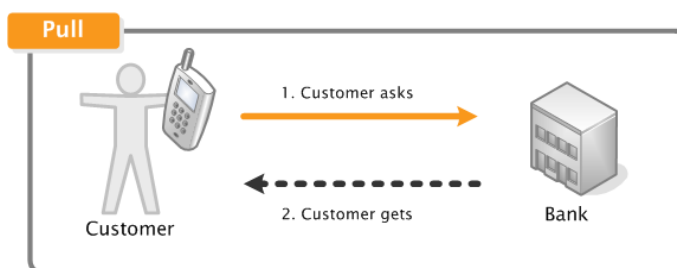 Pull
1. Customer asks
2. Customer gets
Customer
Bank